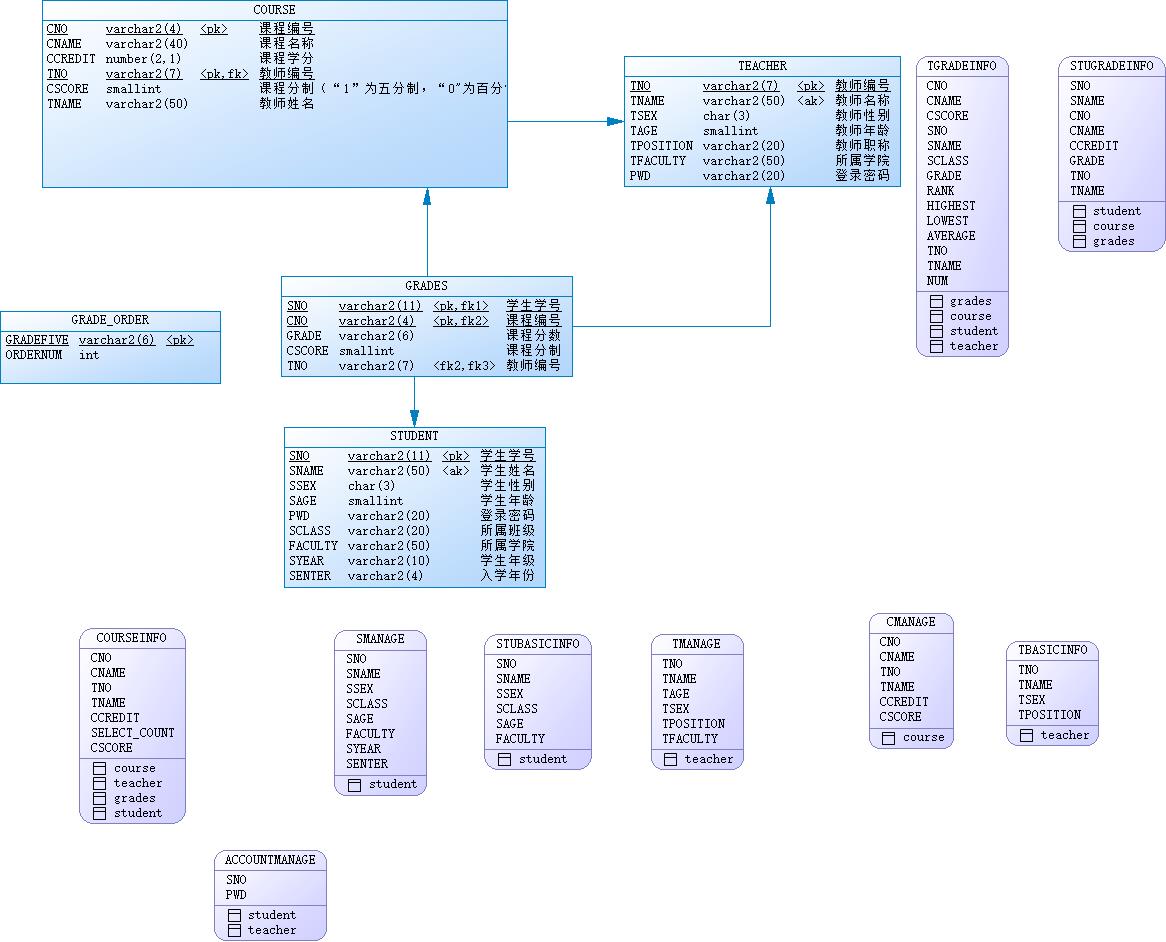 COURSE
CNO varchar2(4) <pk> 课程编号
CNAME varchar2(40) 课程名称
CCREDIT number(2,1) 课程学分
TNO varchar2(7) <pk,fk> 教师编号
CSCORE smallint 课程分制（“1”为五分制，“0”为百分
TNAME varchar2(50) 教师姓名
TEACHER
TNO varchar2(7) <pk> 教师编号
TNAME varchar2(50) <ak> 教师名称
TSEX char(3) 教师性别
TAGE smallint 教师年龄
TPOSITION varchar2(20) 教师职称
TFACULTY varchar2(50) 所属学院
PWD varchar2(20) 登录密码
TGRADEINFO
CNO
CNAME
CSCORE
SNO
SNAME
SCLASS
GRADE
RANK
HIGHEST
LOWEST
AVERAGE
TNO
TNAME
NUM
grades
course
student
teacher
STUGRADEINFO
SNO
SNAME
CNO
CNAME
CCREDIT
GRADE
TNO
TNAME
student
course
grades
GRADES
SNO varchar2(11) <pk,fk1> 学生学号
CNO varchar2(4) <pk,fk2> 课程编号
GRADE varchar2(6) 课程分数
CSCORE smallint 课程分制
TNO varchar2(7) <fk2,fk3> 教师编号
GRADE_ORDER
GRADEFIVE varchar2(6) <pk>
ORDERNUM int
STUDENT
SNO varchar2(11) <pk> 学生学号
SNAME varchar2(50) <ak> 学生姓名
SSEX char(3) 学生性别
SAGE smallint 学生年龄
PWD varchar2(20) 登录密码
SCLASS varchar2(20) 所属班级
FACULTY varchar2(50) 所属学院
SYEAR varchar2(10) 学生年级
SENTER varchar2(4) 入学年份
COURSEINFO
CNO
CNAME
TNO
TNAME
CCREDIT
SELECT_COUNT
CSCORE
course
teacher
grades
student
SMANAGE
SNO
SNAME
SSEX
SCLASS
SAGE
FACULTY
SYEAR
SENTER
student
STUBASICINFO
SNO
SNAME
SSEX
SCLASS
SAGE
FACULTY
student
TMANAGE
TNO
TNAME
TAGE
TSEX
TPOSITION
TFACULTY
teacher
CMANAGE
CNO
CNAME
TNO
TNAME
CCREDIT
CSCORE
course
TBASICINFO
TNO
TNAME
TSEX
TPOSITION
teacher
ACCOUNTMANAGE
SNO
PWD
student
teacher